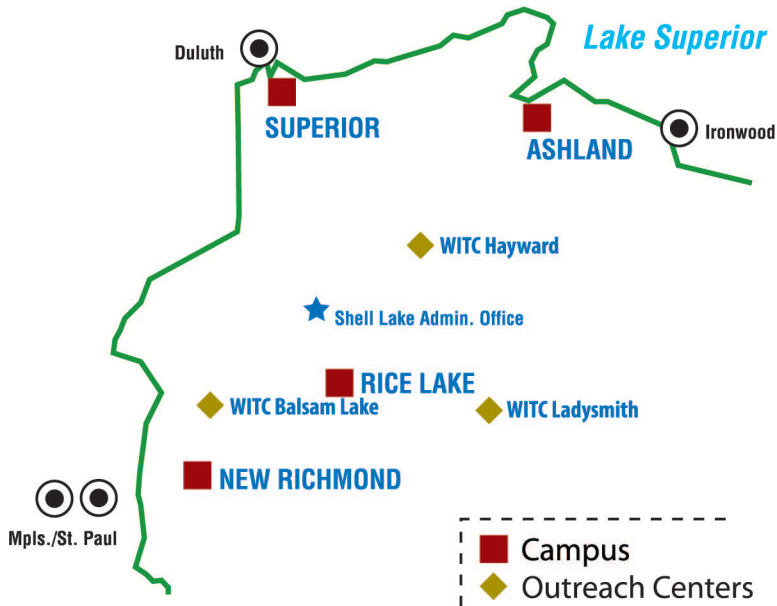 Lake Superior
Duluth
SUPERIOR
ASHLAND
Ironwood
WITC Hayward
Shell Lake Admin. Office
RICE LAKE
WITC Balsam Lake
WITC Ladysmith
NEW RICHMOND
Mpls./St. Paul
Campus
Outreach Centers